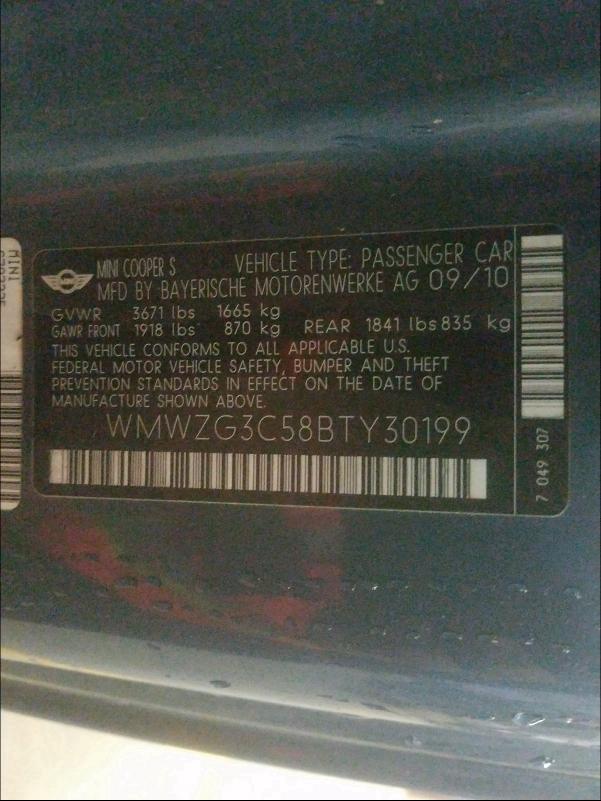 MINI COOPER S VEHICLE TYPE: PASSENGER CAR
MFD BY BAYERISCHE MOTORENWERKE AG 09/10
GVWR 3671 lbs 1665 kg
GAWR FRONT 1918 lbs 870 kg REAR 1841 lbs 835 kg
THIS VEHICLE CONFORMS TO ALL APPLICABLE U.S.
FEDERAL MOTOR VEHICLE SAFETY, BUMPER AND THEFT
PREVENTION STANDARDS IN EFFECT ON THE DATE OF
MANUFACTURE SHOWN ABOVE.
WMWZG3C58BTY30199
7 049 307
MINI